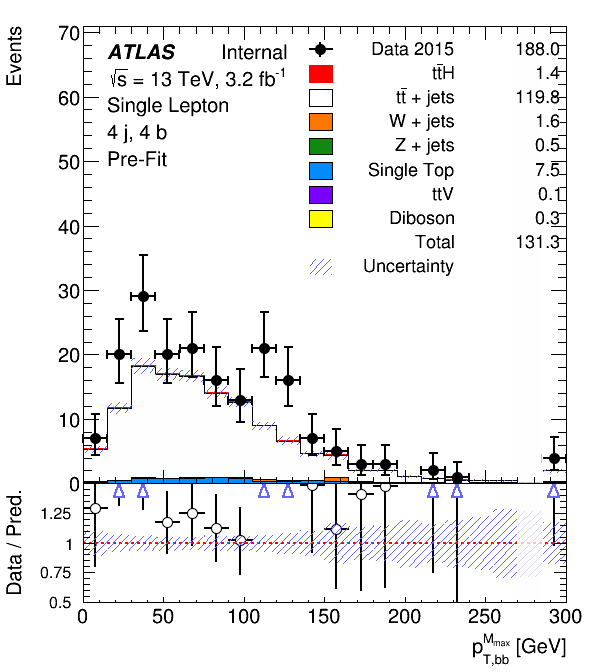 Events
70
60
50
40
30
20
10
0
ATLAS Internal
√s = 13 TeV, 3.2 fb⁻¹
Single Lepton
4 j, 4 b
Pre-Fit
Data 2015 188.0
tt̄H 1.4
tt̄ + jets 119.8
W + jets 1.6
Z + jets 0.5
Single Top 7.5
ttV 0.1
Diboson 0.3
Total 131.3
Uncertainty
Data / Pred.
1.25
1
0.75
0.5
0 50 100 150 200 250 300
p_{T,bb}^{M_{max}} [GeV]